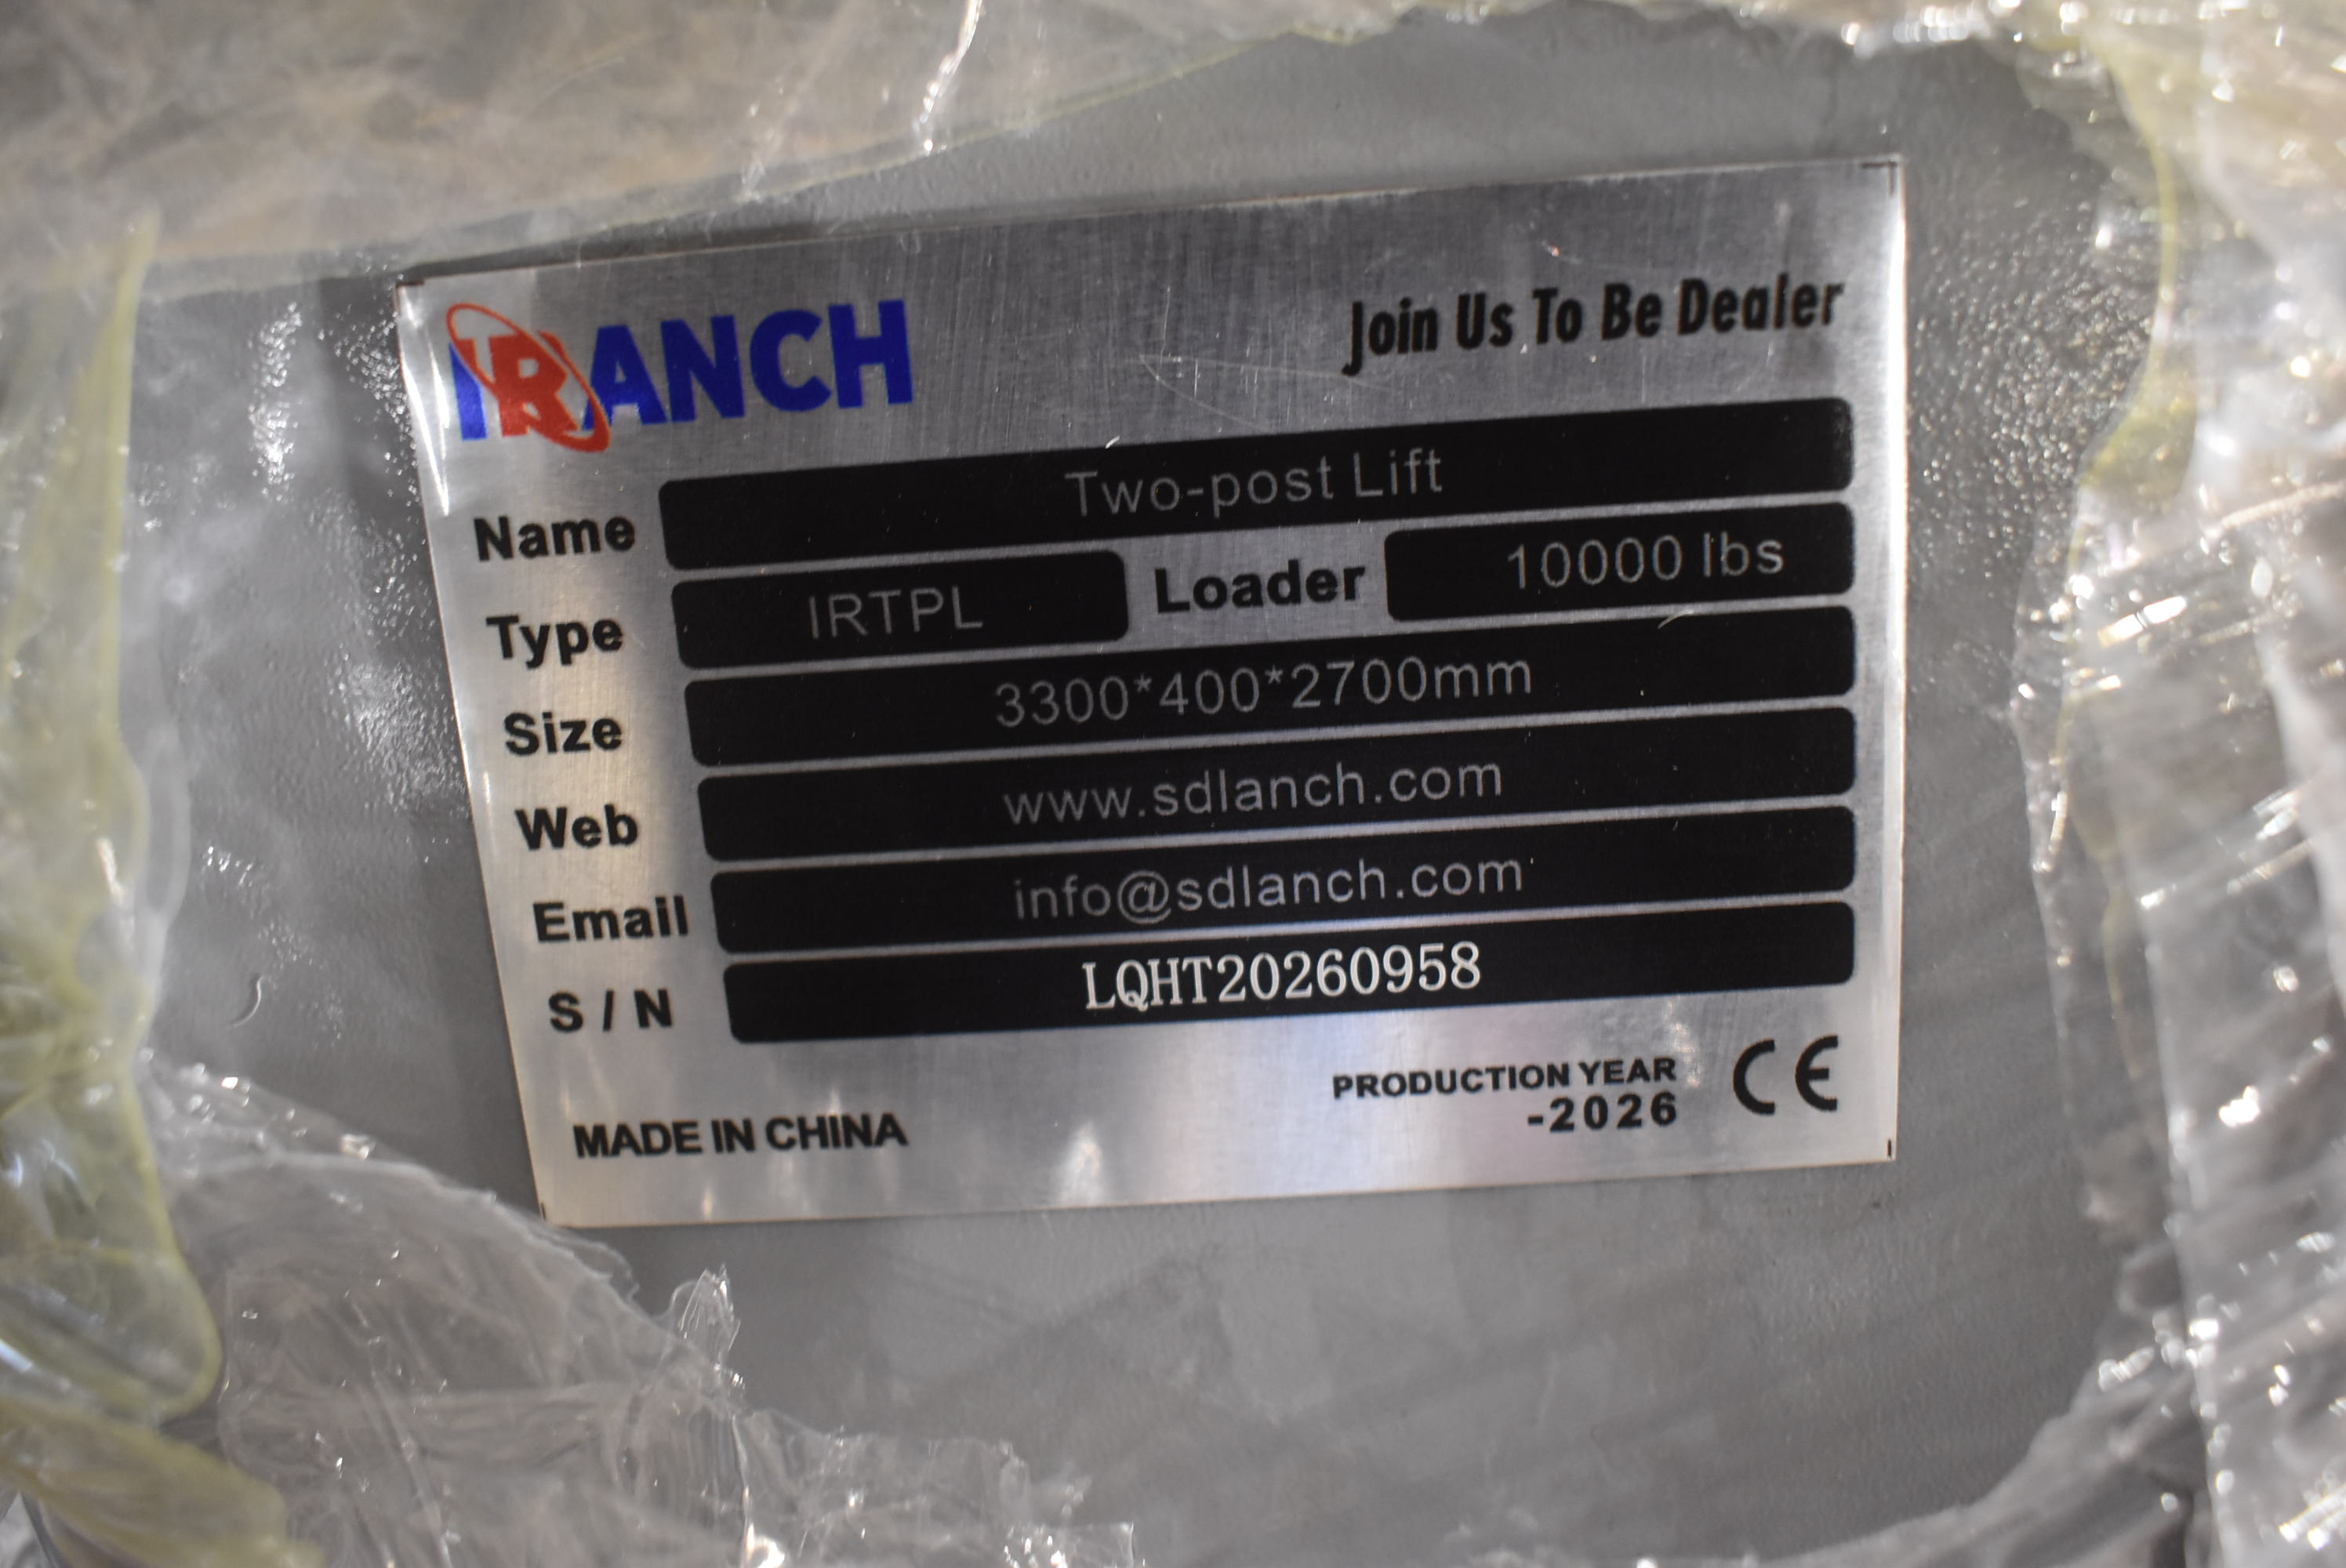 IRANCH
Join Us To Be Dealer
Name Two-post Lift
Type IRTPL Loader 10000 lbs
Size 3300*400*2700mm
Web www.sdlanch.com
Email info@sdlanch.com
S / N LQHT20260958
MADE IN CHINA
PRODUCTION YEAR
-2026
CE